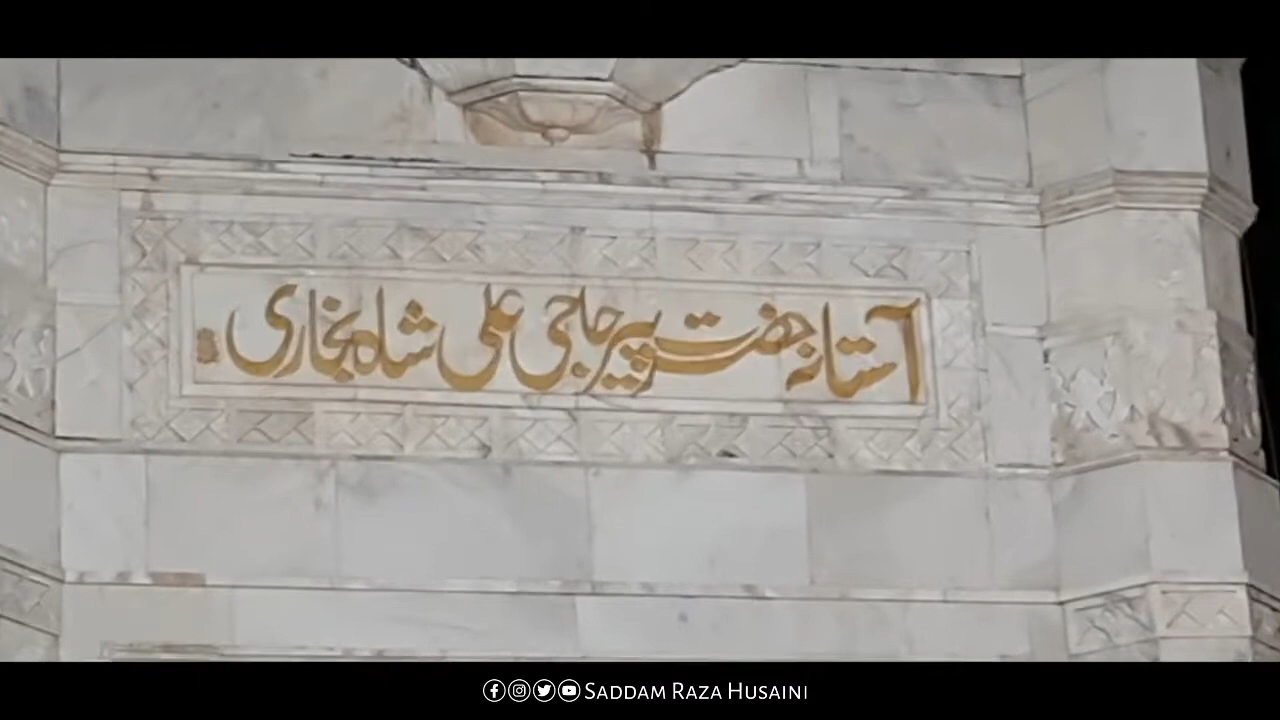 آستانہ حضرت پیر حاجی علی شاہ بخاری
SADDAM RAZA HUSAINI